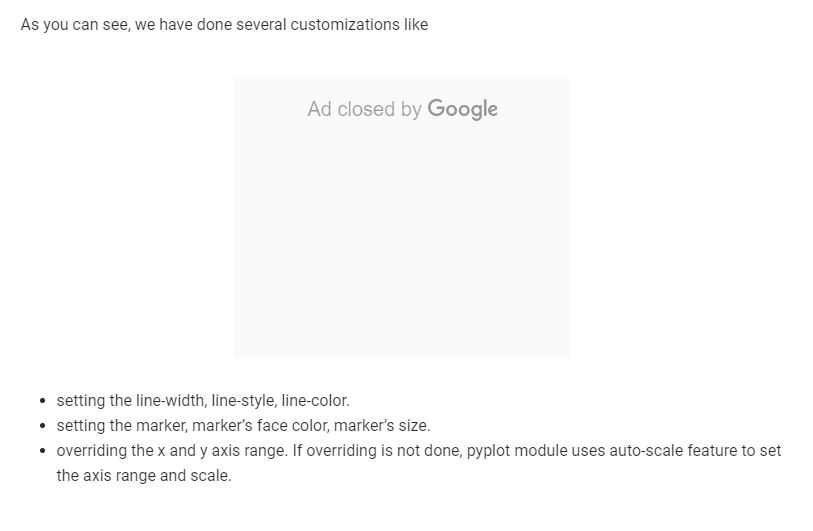 As you can see, we have done several customizations like
Ad closed by Google
• setting the line-width, line-style, line-color.
• setting the marker, marker's face color, marker's size.
• overriding the x and y axis range. If overriding is not done, pyplot module uses auto-scale feature to set
the axis range and scale.